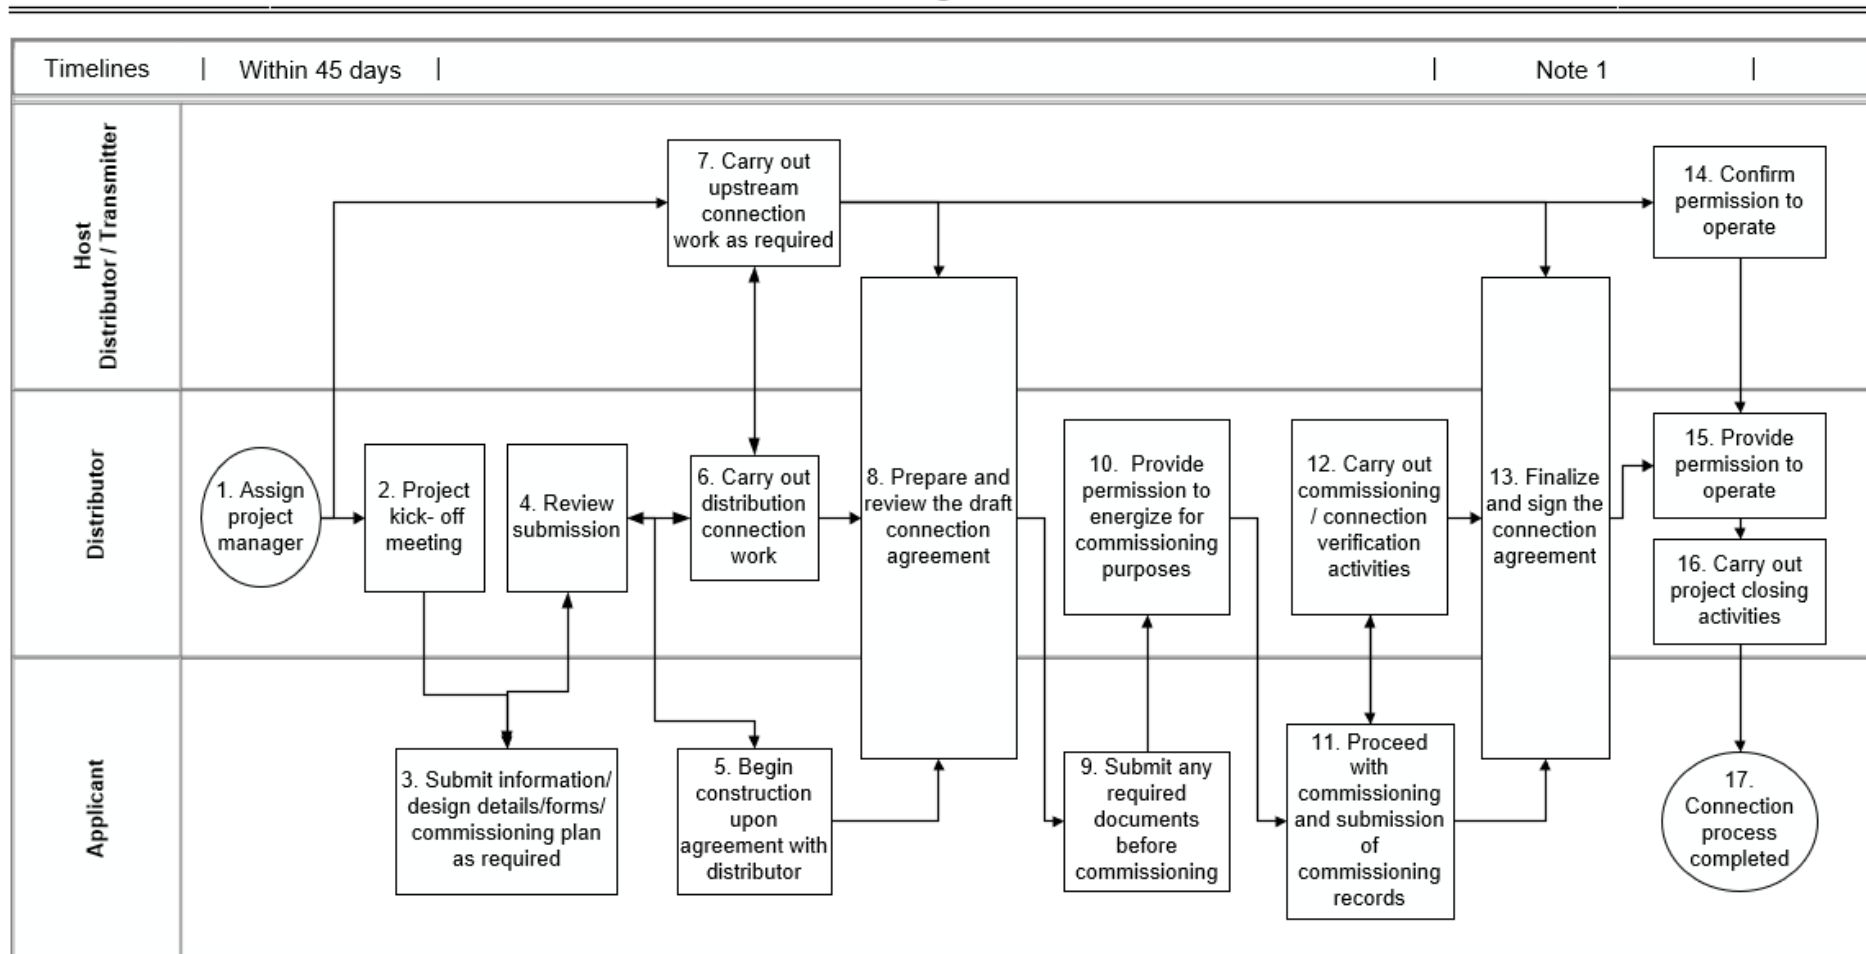 Timelines | Within 45 days | | Note 1 |
Host
Distributor / Transmitter
7. Carry out
upstream
connection
work as required
14. Confirm
permission to
operate
Distributor
1. Assign
project
manager
2. Project
kick- off
meeting
4. Review
submission
6. Carry out
distribution
connection
work
8. Prepare and
review the draft
connection
agreement
10. Provide
permission to
energize for
commissioning
purposes
12. Carry out
commissioning
/ connection
verification
activities
13. Finalize
and sign the
connection
agreement
15. Provide
permission to
operate
16. Carry out
project closing
activities
Applicant
3. Submit information/
design details/forms/
commissioning plan
as required
5. Begin
construction
upon
agreement with
distributor
9. Submit any
required
documents
before
commissioning
11. Proceed
with
commissioning
and submission
of
commissioning
records
17.
Connection
process
completed